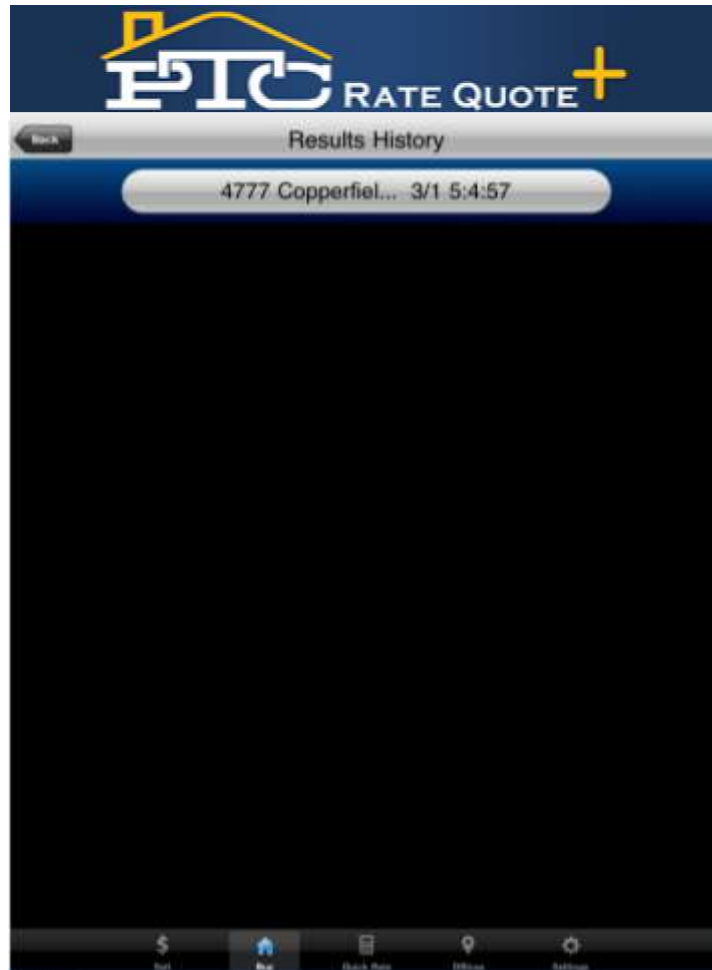 PTC RATE QUOTE+
Back
Results History
4777 Copperfiel... 3/1 5:4:57
Sell
Buy
Quick Rate
Offices
Settings